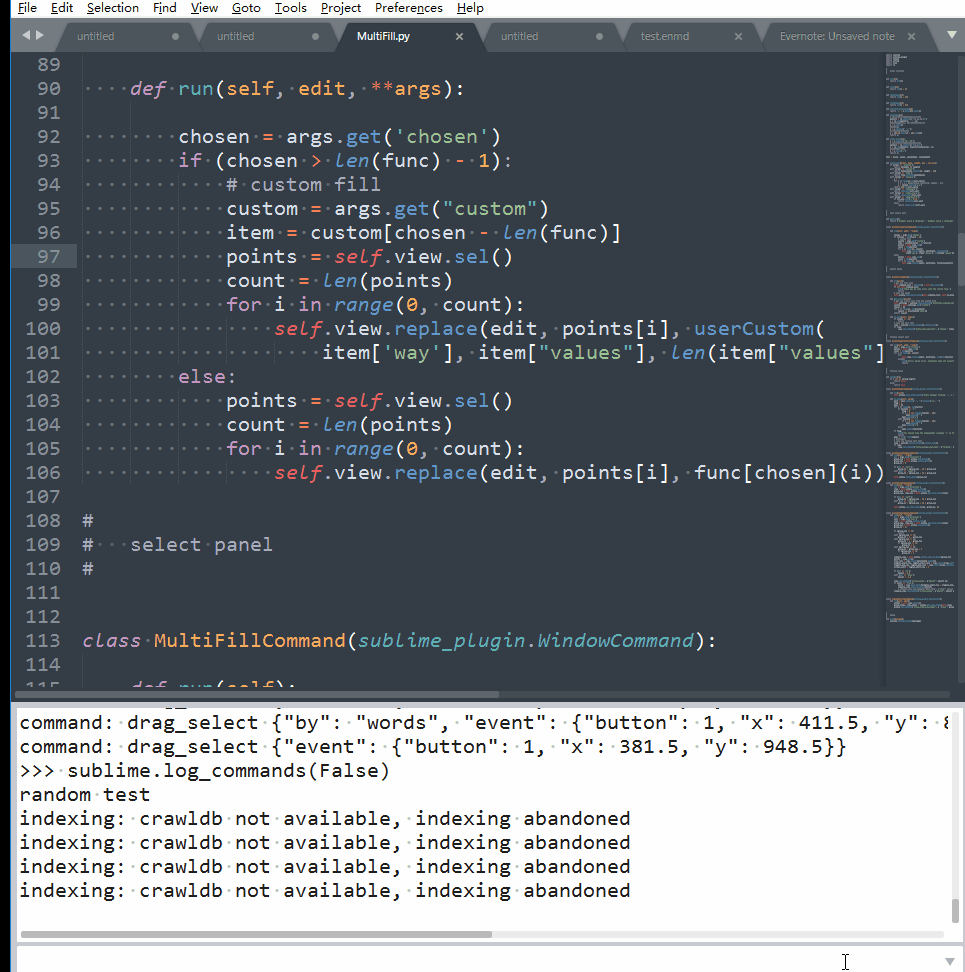 File Edit Selection Find View Goto Tools Project Preferences Help
untitled untitled MultiFill.py untitled test.enmd Evernote: Unsaved note
89
90 def run(self, edit, **args):
91
92 chosen = args.get('chosen')
93 if (chosen > len(func) - 1):
94 # custom fill
95 custom = args.get("custom")
96 item = custom[chosen - len(func)]
97 points = self.view.sel()
98 count = len(points)
99 for i in range(0, count):
100 self.view.replace(edit, points[i], userCustom(
101 item['way'], item["values"], len(item["values"]
102 else:
103 points = self.view.sel()
104 count = len(points)
105 for i in range(0, count):
106 self.view.replace(edit, points[i], func[chosen](i))
107
108 #
109 # select panel
110 #
111
112
113 class MultiFillCommand(sublime_plugin.WindowCommand):
114
115 def run(self):
command: drag_select {"by": "words", "event": {"button": 1, "x": 411.5, "y": 8
command: drag_select {"event": {"button": 1, "x": 381.5, "y": 948.5}}
>>> sublime.log_commands(False)
random test
indexing: crawldb not available, indexing abandoned
indexing: crawldb not available, indexing abandoned
indexing: crawldb not available, indexing abandoned
indexing: crawldb not available, indexing abandoned